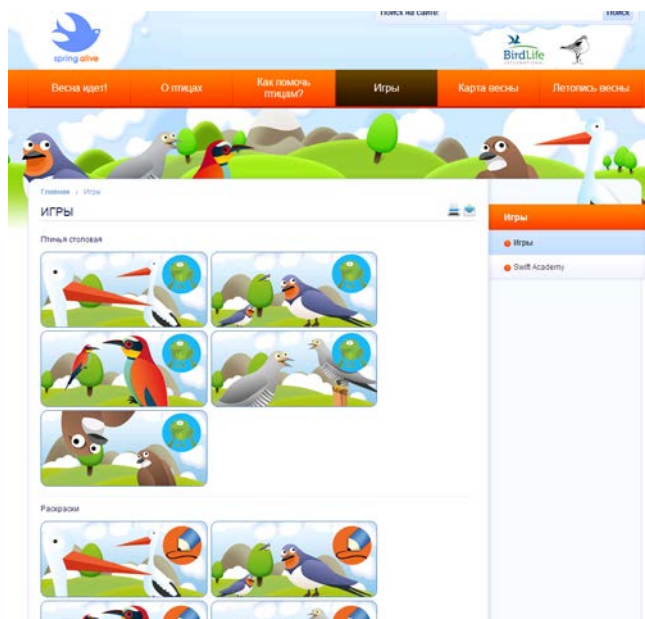 Поиск на сайте:
Поиск
spring alive
BirdLife
INTERNATIONAL
Весна идет!
О птицах
Как помочь
птицам?
Игры
Карта весны
Летопись весны
Главная › Игры
ИГРЫ
Игры
Птичья столовая
Игры
Swift Academy
Раскраски